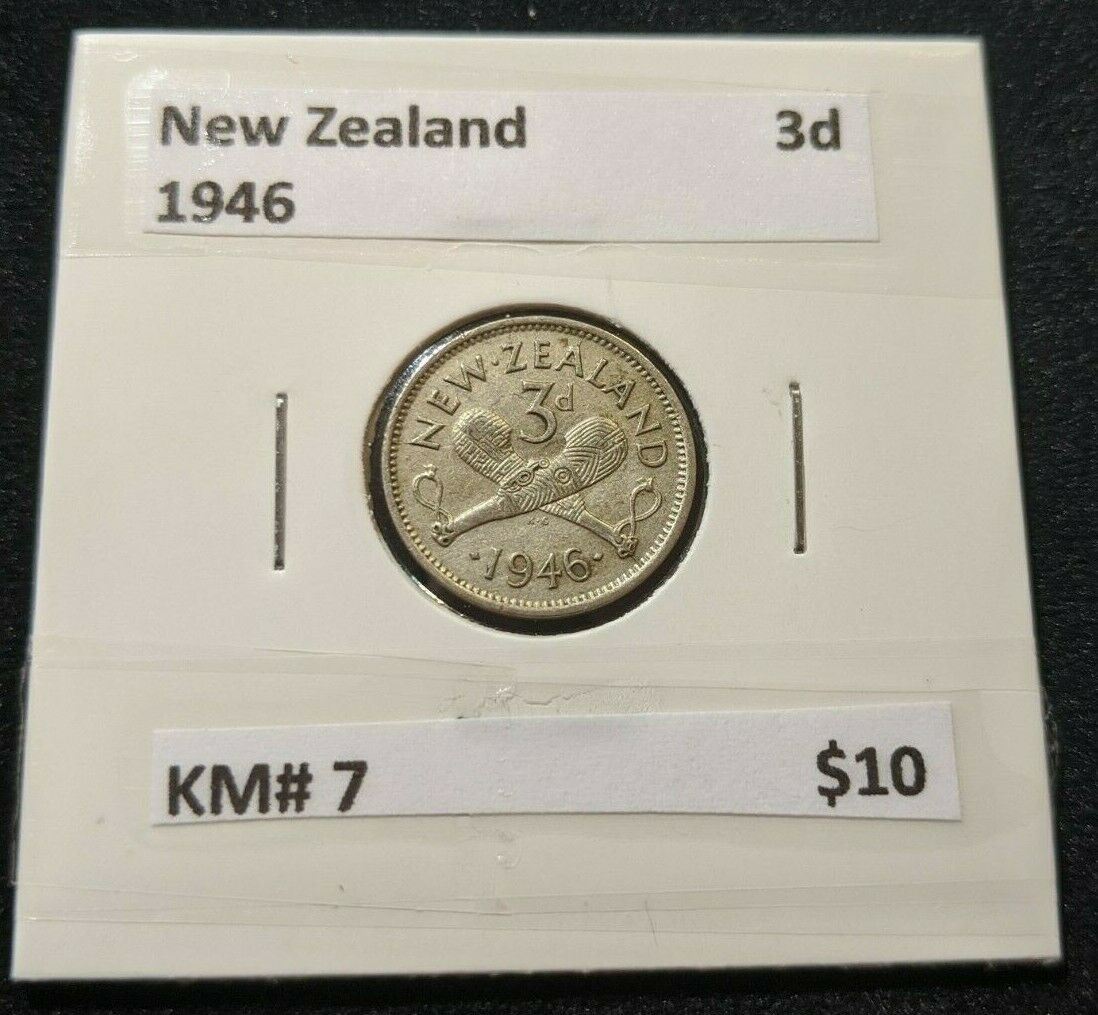 New Zealand 3d
1946
NEW·ZEALAND
3d
·1946·
KM# 7 $10